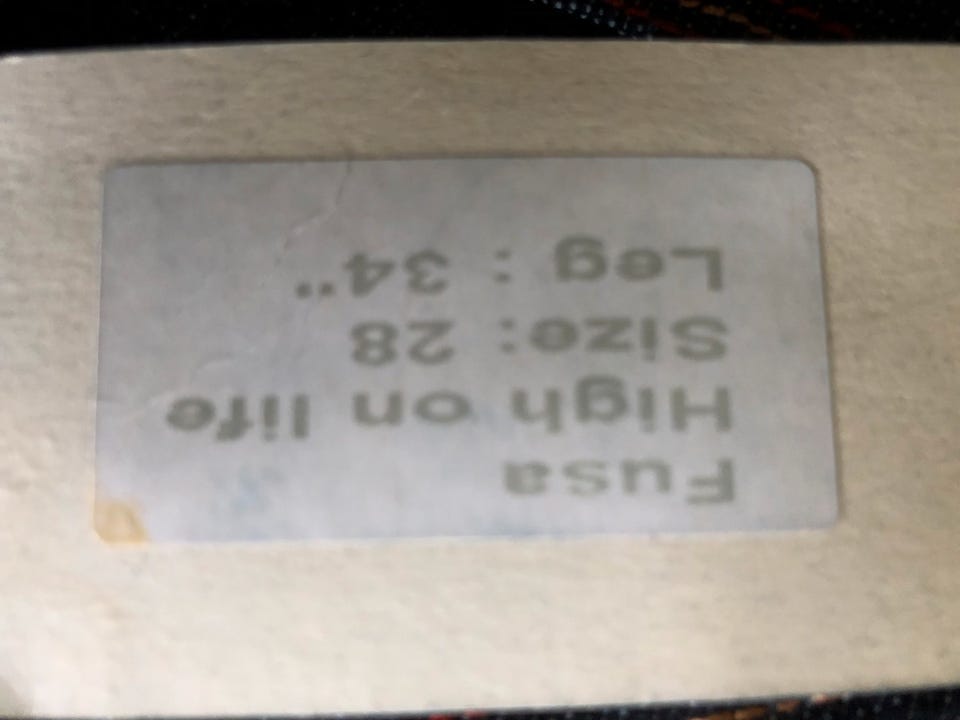 Fusa
High on life
Size: 28
Leg : 34"